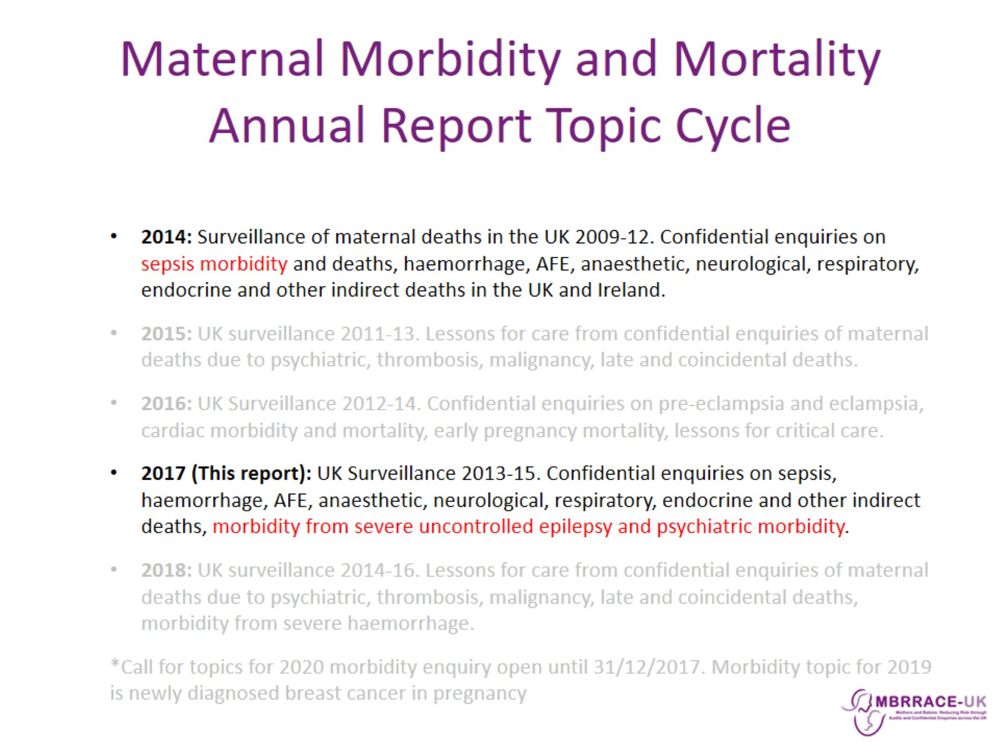 Maternal Morbidity and Mortality
Annual Report Topic Cycle
• 2014: Surveillance of maternal deaths in the UK 2009-12. Confidential enquiries on
sepsis morbidity and deaths, haemorrhage, AFE, anaesthetic, neurological, respiratory,
endocrine and other indirect deaths in the UK and Ireland.
• 2015: UK surveillance 2011-13. Lessons for care from confidential enquiries of maternal
deaths due to psychiatric, thrombosis, malignancy, late and coincidental deaths.
• 2016: UK Surveillance 2012-14. Confidential enquiries on pre-eclampsia and eclampsia,
cardiac morbidity and mortality, early pregnancy mortality, lessons for critical care.
• 2017 (This report): UK Surveillance 2013-15. Confidential enquiries on sepsis,
haemorrhage, AFE, anaesthetic, neurological, respiratory, endocrine and other indirect
deaths, morbidity from severe uncontrolled epilepsy and psychiatric morbidity.
• 2018: UK surveillance 2014-16. Lessons for care from confidential enquiries of maternal
deaths due to psychiatric, thrombosis, malignancy, late and coincidental deaths,
morbidity from severe haemorrhage.
*Call for topics for 2020 morbidity enquiry open until 31/12/2017. Morbidity topic for 2019
is newly diagnosed breast cancer in pregnancy
MBRRACE-UK
Mothers and Babies: Reducing Risk through
Audits and Confidential Enquiries across the UK